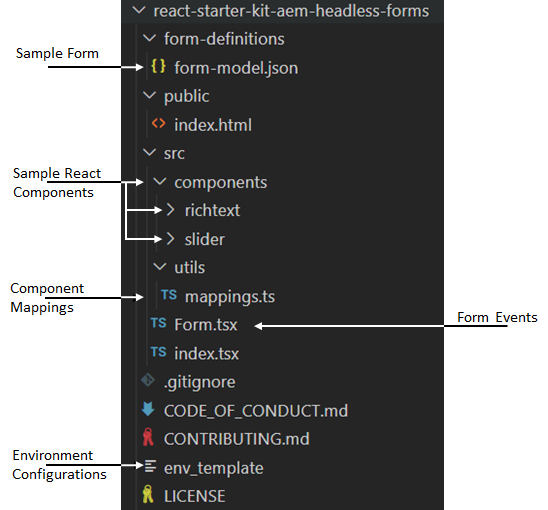 react-starter-kit-aem-headless-forms
form-definitions
Sample Form
{} form-model.json
public
<> index.html
src
Sample React
Components
components
richtext
slider
utils
Component
Mappings
TS mappings.ts
TS Form.tsx
Form Events
TS index.tsx
.gitignore
CODE_OF_CONDUCT.md
CONTRIBUTING.md
Environment
Configurations
env_template
LICENSE